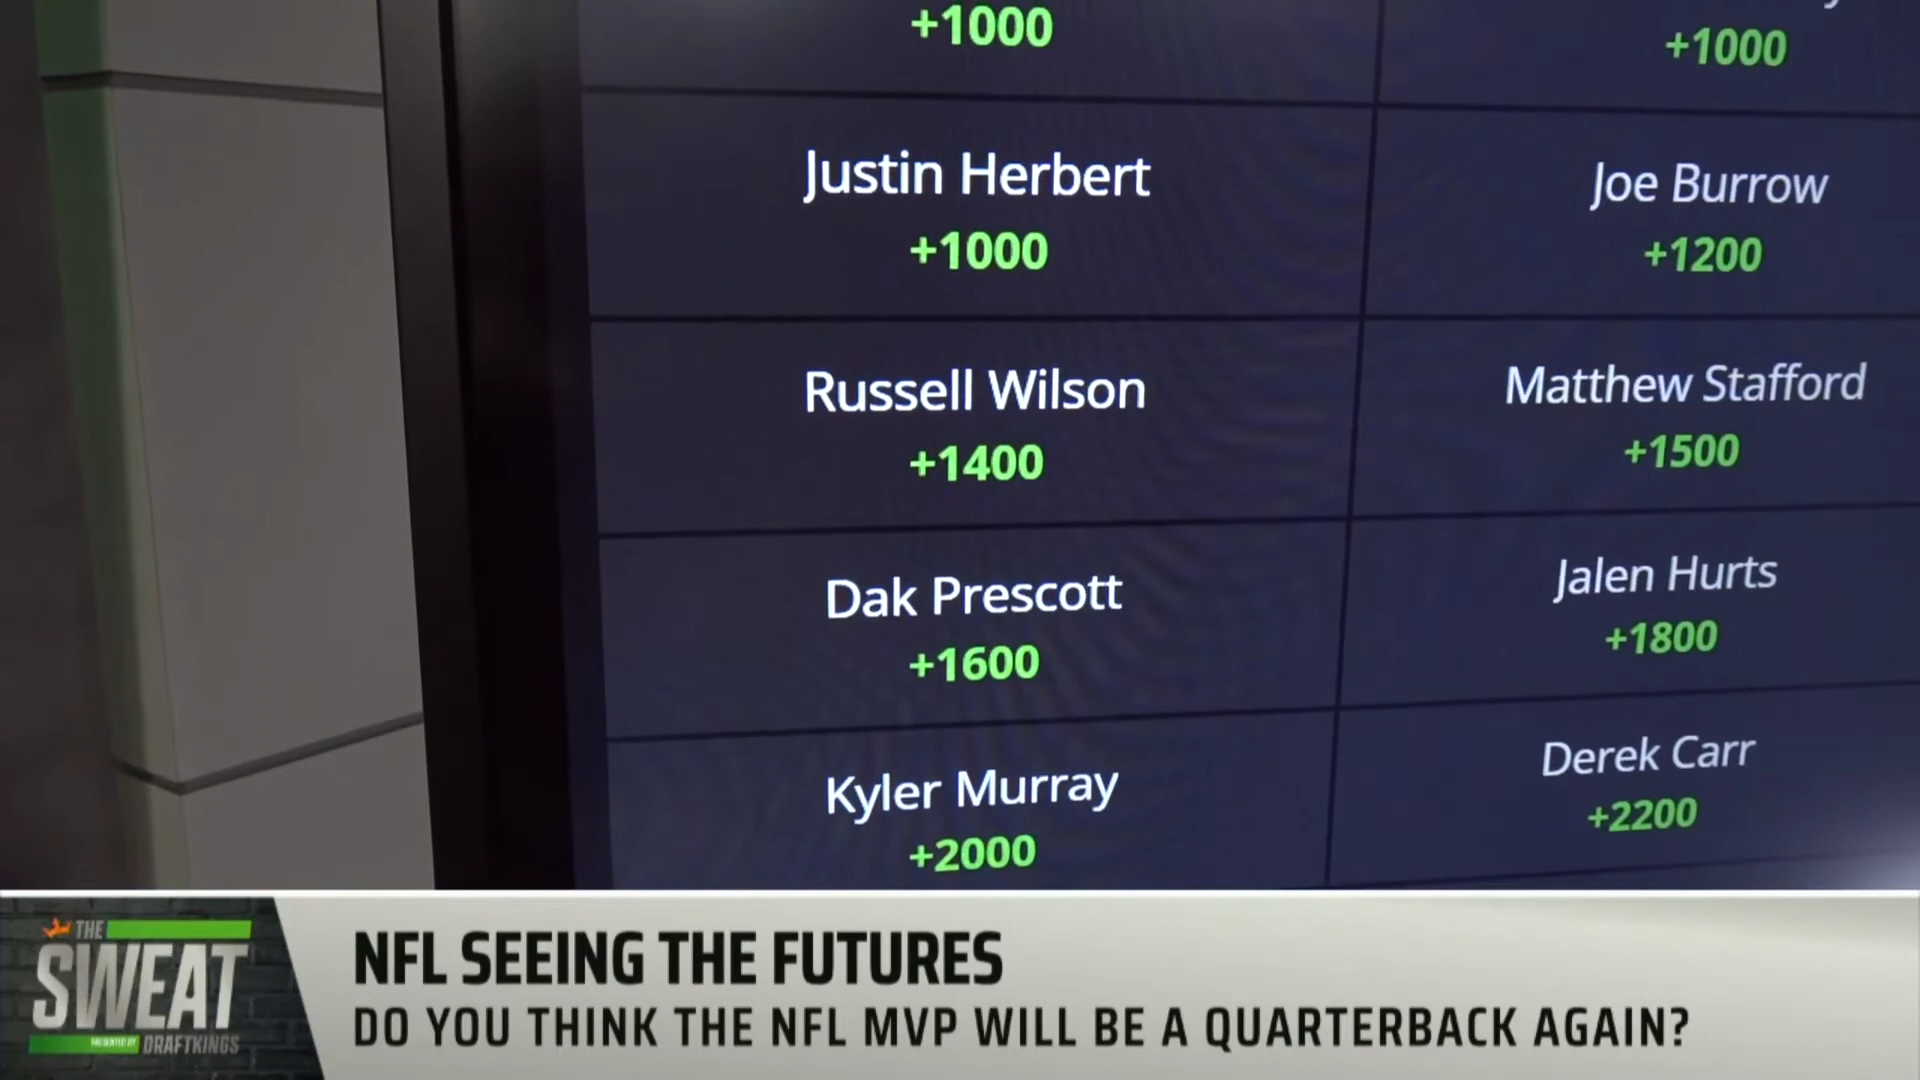 +1000
+1000
Justin Herbert
+1000
Joe Burrow
+1200
Russell Wilson
+1400
Matthew Stafford
+1500
Dak Prescott
+1600
Jalen Hurts
+1800
Kyler Murray
+2000
Derek Carr
+2200
THE
SWEAT
PRESENTED BY DRAFTKINGS
NFL SEEING THE FUTURES
DO YOU THINK THE NFL MVP WILL BE A QUARTERBACK AGAIN?